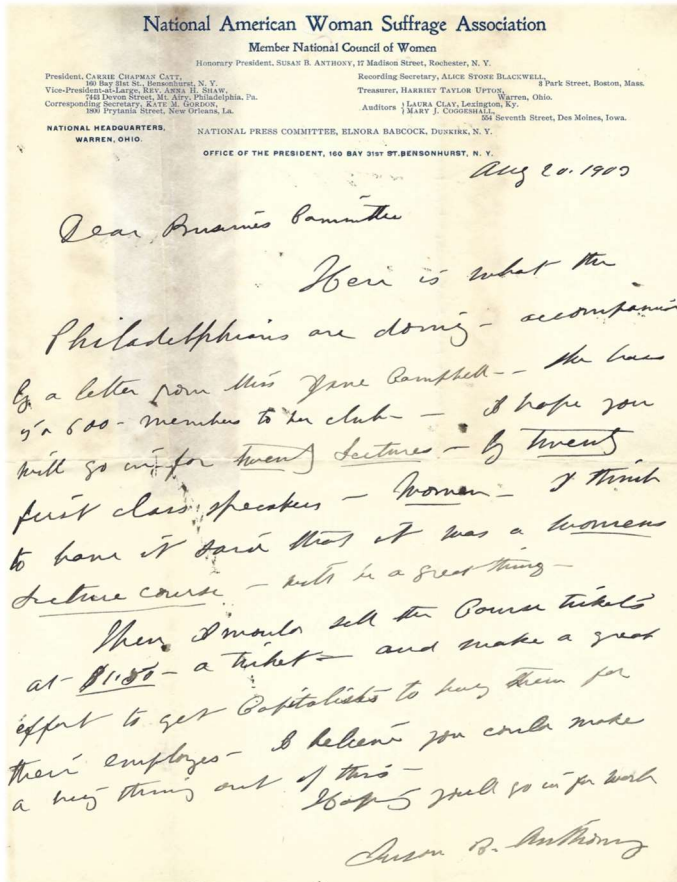 National American Woman Suffrage Association
Member National Council of Women
Honorary President, SUSAN B. ANTHONY, 17 Madison Street, Rochester, N. Y.
President, CARRIE CHAPMAN CATT,
160 Bay 31st St., Bensonhurst, N. Y.
Vice-President-at-Large, REV. ANNA H. SHAW,
7443 Devon Street, Mt. Airy, Philadelphia, Pa.
Corresponding Secretary, KATE M. GORDON,
1800 Prytania Street, New Orleans, La.
Recording Secretary, ALICE STONE BLACKWELL,
3 Park Street, Boston, Mass.
Treasurer, HARRIET TAYLOR UPTON,
Warren, Ohio.
Auditors { LAURA CLAY, Lexington, Ky.
MARY J. COGGESHALL,
554 Seventh Street, Des Moines, Iowa.
NATIONAL HEADQUARTERS,
WARREN, OHIO.
NATIONAL PRESS COMMITTEE, ELNORA BABCOCK, DUNKIRK, N. Y.
OFFICE OF THE PRESIDENT, 160 BAY 31ST ST. BENSONHURST, N. Y.
Aug 20. 1903
Dear Business Committee
Here is what the
Philadelphians are doing - accompanied
by a letter from Miss Jane Campbell - She has
5 or 600 - members to her club - I hope you
will go in for twenty Lectures - By twenty
first class speakers - Women - I think
to have it said that it was a womens
Lecture course - will be a great thing -
Then I would sell the Course tickets
at $1.50 - a ticket - and make a great
effort to get Capitalists to buy them for
their employes - I believe you could make
a big thing out of this -
Hoping you'll go in for work
Susan B. Anthony